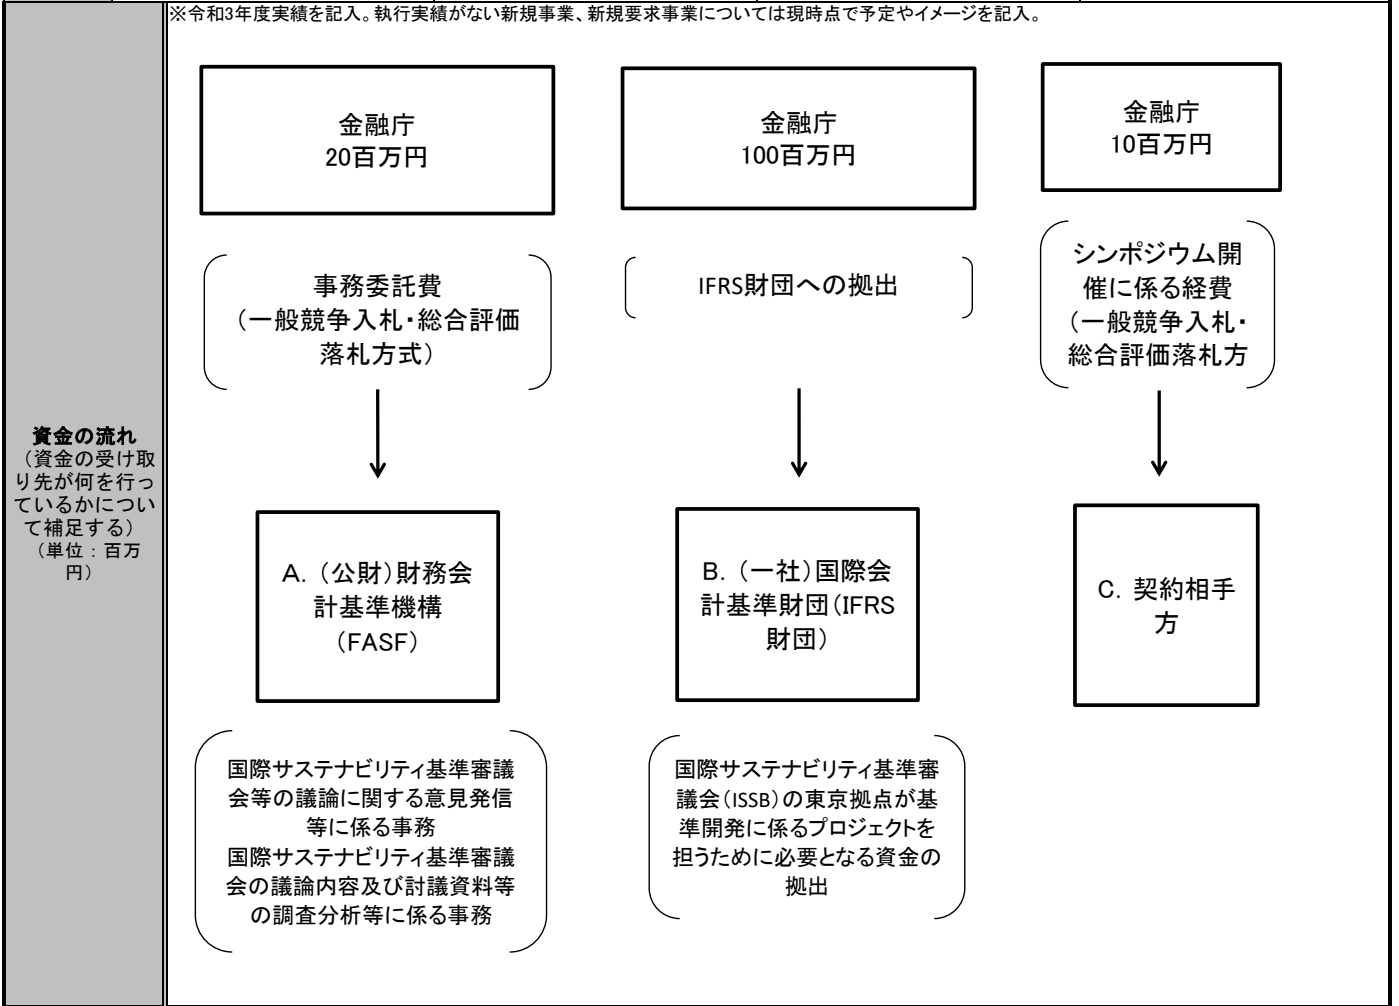 ※令和3年度実績を記入。執行実績がない新規事業、新規要求事業については現時点で予定やイメージを記入。
資金の流れ
（資金の受け取
り先が何を行っ
ているかについ
て補足する）
（単位：百万
円）
金融庁
20百万円
事務委託費
（一般競争入札・総合評価
落札方式）
A．（公財）財務会
計基準機構
（FASF）
国際サステナビリティ基準審議
会等の議論に関する意見発信
等に係る事務
国際サステナビリティ基準審議
会の議論内容及び討議資料等
の調査分析等に係る事務
金融庁
100百万円
IFRS財団への拠出
B．（一社）国際会
計基準財団（IFRS
財団）
国際サステナビリティ基準審
議会（ISSB）の東京拠点が基
準開発に係るプロジェクトを
担うために必要となる資金の
拠出
金融庁
10百万円
シンポジウム開
催に係る経費
（一般競争入札・
総合評価落札方
C．契約相手
方